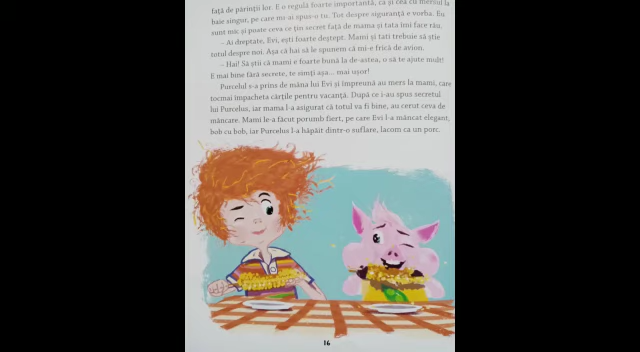 față de părinții lor. E o regulă foarte importantă, ca și cea cu mersul la
baie singur, pe care mi-ai spus-o tu. Tot despre siguranță e vorba. Eu
sunt mic și poate ceva ce țin secret față de mama și tata îmi face rău.
– Ai dreptate, Evi, ești foarte deștept. Mami și tati trebuie să știe
totul despre noi. Așa că hai să le spunem că mi-e frică de avion.
– Hai! Să știi că mami e foarte bună la de-astea, o să te ajute mult!
E mai bine fără secrete, te simți așa... mai ușor!
Purcelul s-a prins de mâna lui Evi și împreună au mers la mami, care
tocmai împacheta cărțile pentru vacanță. După ce i-au spus secretul
lui Purcelus, iar mama l-a asigurat că totul va fi bine, au cerut ceva de
mâncare. Mami le-a făcut porumb fiert, pe care Evi l-a mâncat elegant,
bob cu bob, iar Purcelus l-a hăpăit dintr-o suflare, lacom ca un porc.
16